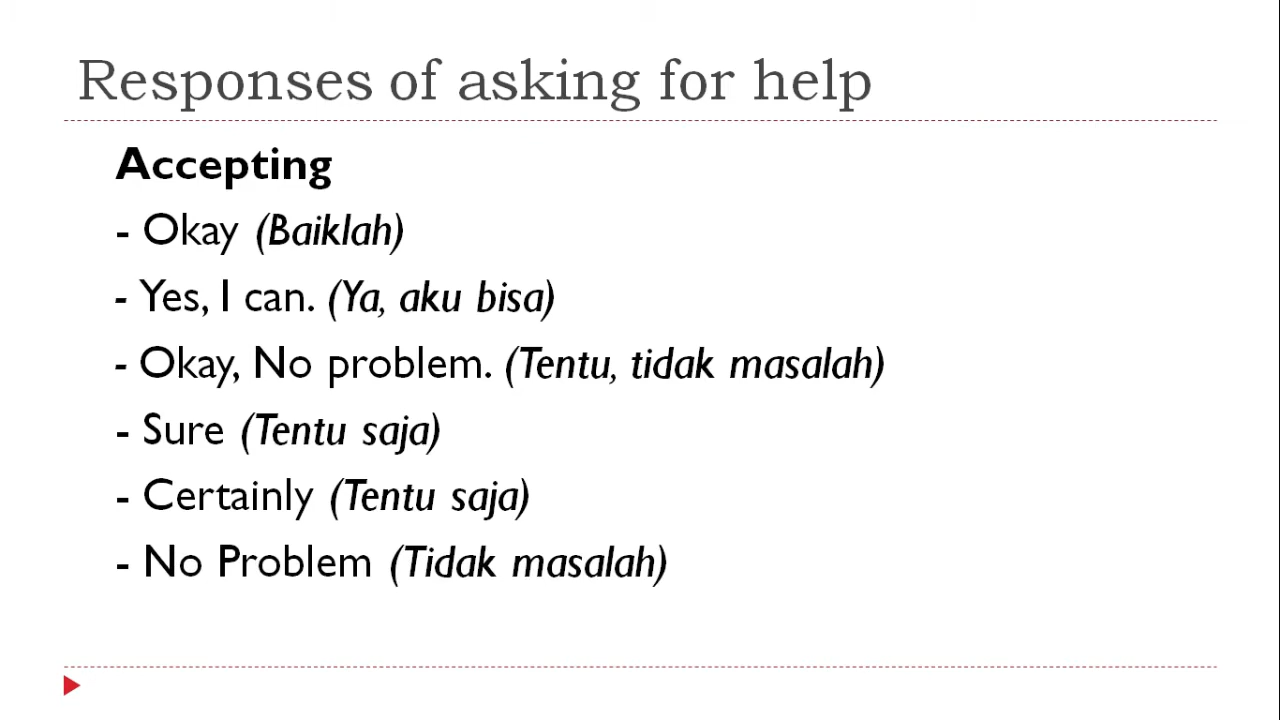 Responses of asking for help
Accepting
- Okay (Baiklah)
- Yes, I can. (Ya, aku bisa)
- Okay, No problem. (Tentu, tidak masalah)
- Sure (Tentu saja)
- Certainly (Tentu saja)
- No Problem (Tidak masalah)